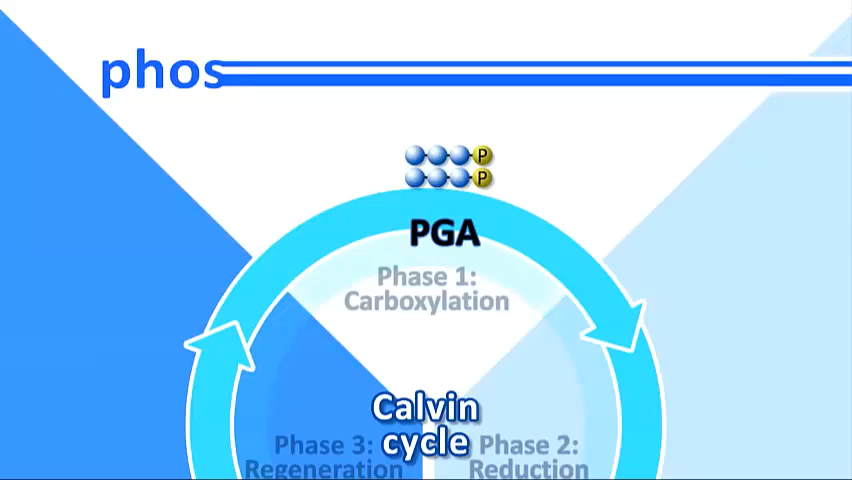 phos
P
P
PGA
Phase 1:
Carboxylation
Calvin
cycle
Phase 3:
Regeneration
Phase 2:
Reduction